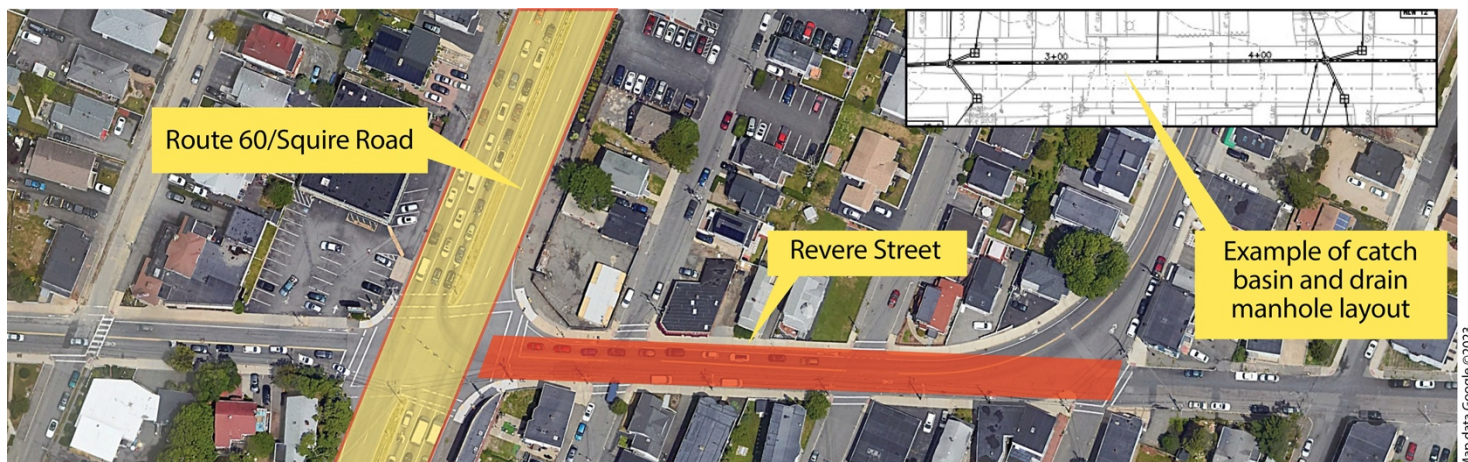 Route 60/Squire Road
3+00
4+00
Revere Street
Example of catch
basin and drain
manhole layout
Map data Google ©2023